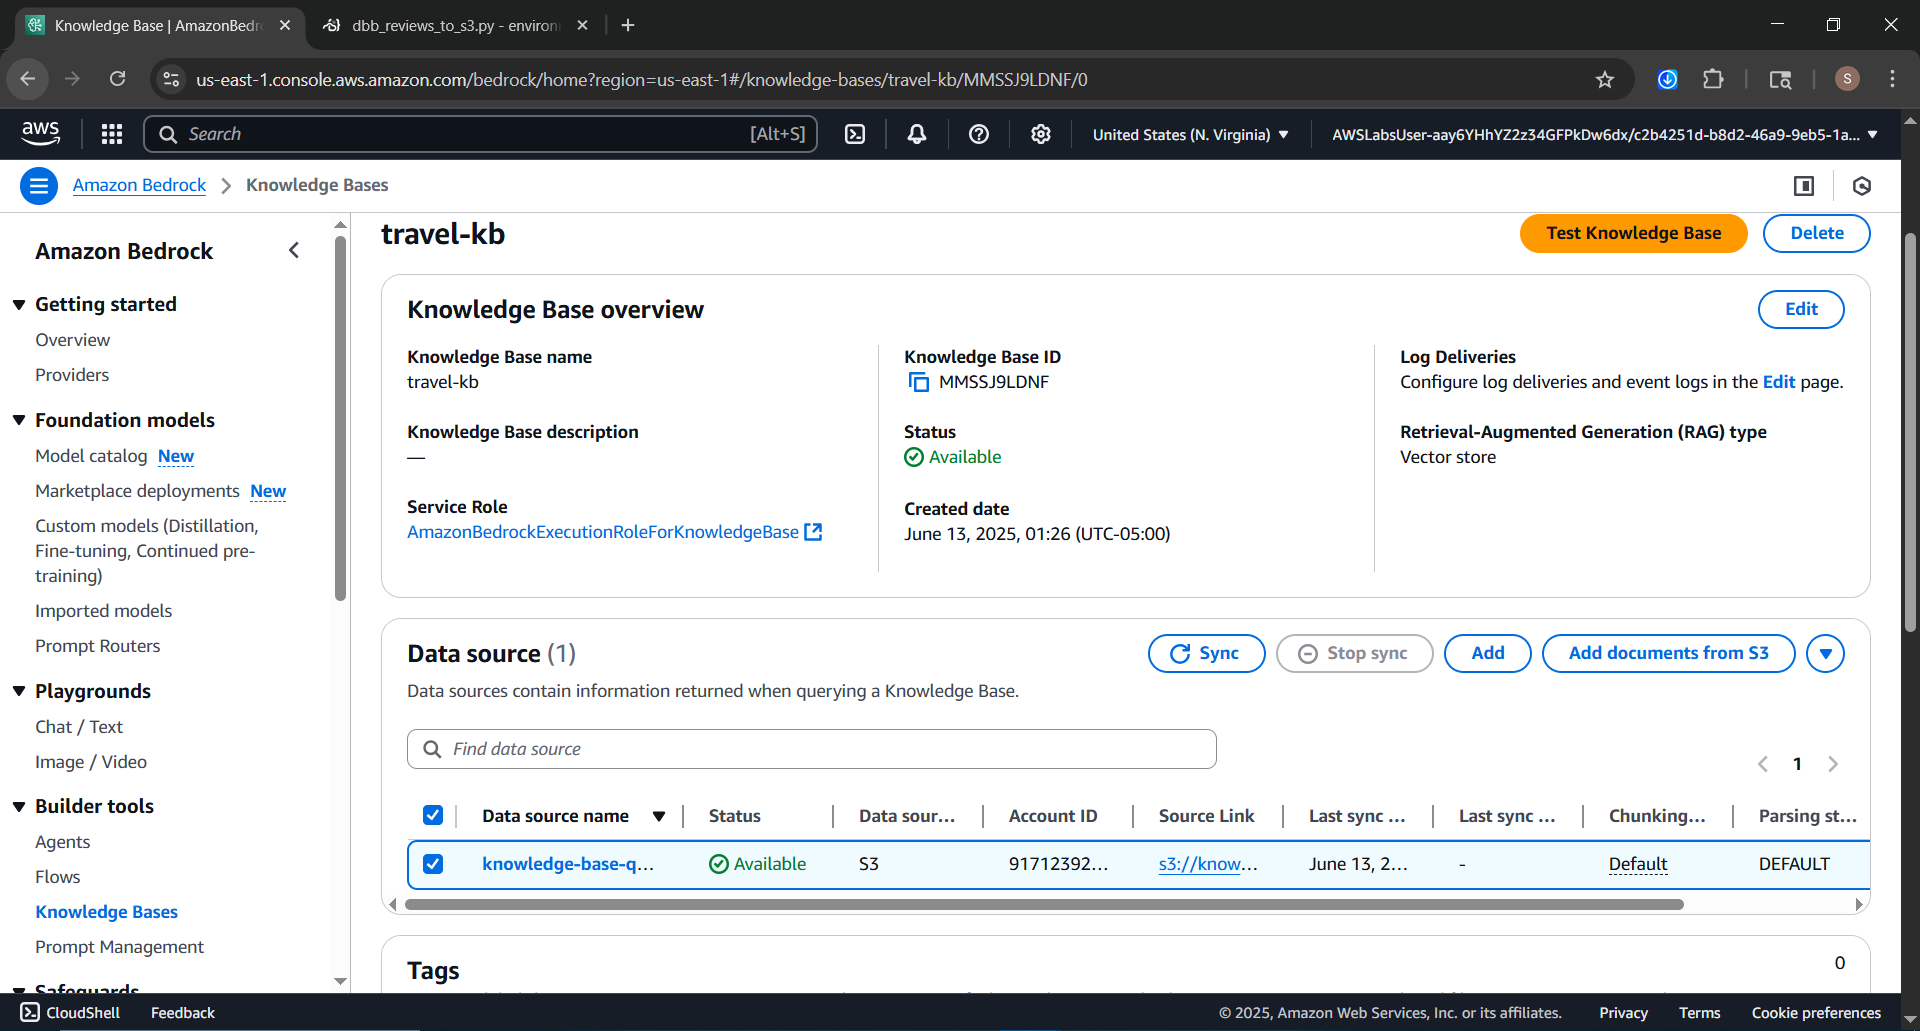 Knowledge Base | AmazonBedr
dbb_reviews_to_s3.py - environ
us-east-1.console.aws.amazon.com/bedrock/home?region=us-east-1#/knowledge-bases/travel-kb/MMSSJ9LDNF/0
S
aws
Search
[Alt+S]
United States (N. Virginia)
AWSLabsUser-aay6YHhYZ2z34GFPkDw6dx/c2b4251d-b8d2-46a9-9eb5-1a...
Amazon Bedrock
Knowledge Bases
Amazon Bedrock
Getting started
Overview
Providers
Foundation models
Model catalog New
Marketplace deployments New
Custom models (Distillation,
Fine-tuning, Continued pre-
training)
Imported models
Prompt Routers
Playgrounds
Chat / Text
Image / Video
Builder tools
Agents
Flows
Knowledge Bases
Prompt Management
Safeguards
travel-kb
Test Knowledge Base
Delete
Knowledge Base overview
Edit
Knowledge Base name
travel-kb
Knowledge Base description
—
Service Role
AmazonBedrockExecutionRoleForKnowledgeBase
Knowledge Base ID
MMSSJ9LDNF
Status
Available
Created date
June 13, 2025, 01:26 (UTC-05:00)
Log Deliveries
Configure log deliveries and event logs in the Edit page.
Retrieval-Augmented Generation (RAG) type
Vector store
Data source (1)
Sync
Stop sync
Add
Add documents from S3
Data sources contain information returned when querying a Knowledge Base.
Find data source
1
Data source name
Status
Data sour...
Account ID
Source Link
Last sync ...
Last sync ...
Chunking...
Parsing st...
knowledge-base-q...
Available
S3
91712392...
s3://know...
June 13, 2...
-
Default
DEFAULT
Tags
0
CloudShell
Feedback
© 2025, Amazon Web Services, Inc. or its affiliates.
Privacy
Terms
Cookie preferences